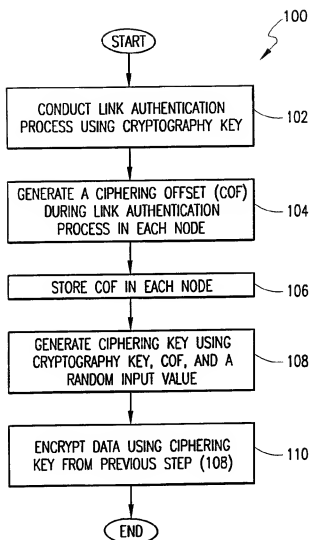 100
START
CONDUCT LINK AUTHENTICATION
PROCESS USING CRYPTOGRAPHY KEY
102
GENERATE A CIPHERING OFFSET (COF)
DURING LINK AUTHENTICATION
PROCESS IN EACH NODE
104
STORE COF IN EACH NODE
106
GENERATE CIPHERING KEY USING
CRYPTOGRAPHY KEY, COF, AND A
RANDOM INPUT VALUE
108
ENCRYPT DATA USING CIPHERING
KEY FROM PREVIOUS STEP (108)
110
END